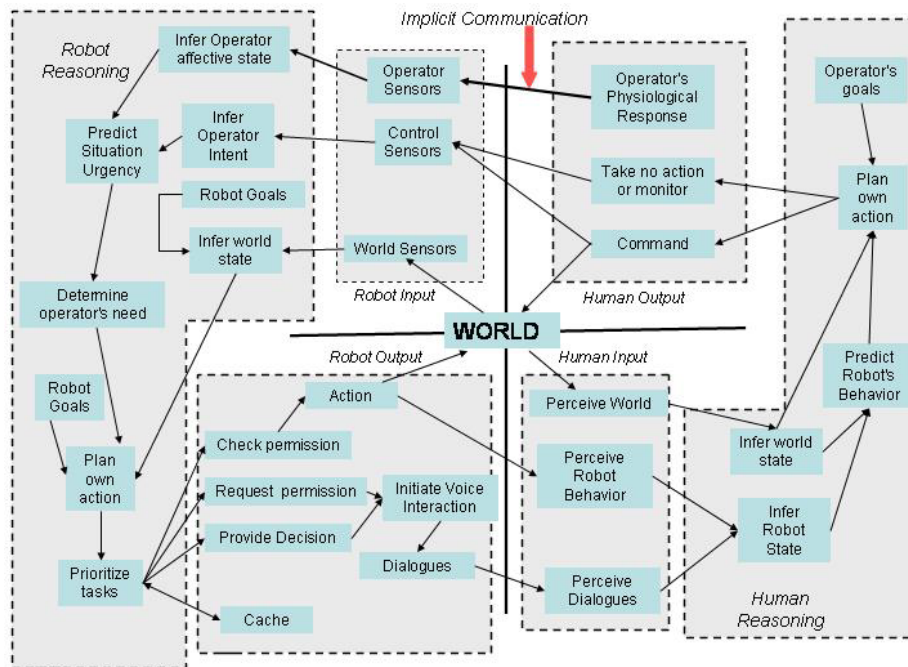 Implicit Communication
Robot
Reasoning
Infer Operator
affective state
Predict
Situation
Urgency
Infer
Operator
Intent
Robot Goals
Infer world
state
Determine
operator's need
Robot
Goals
Plan
own
action
Prioritize
tasks
Operator
Sensors
Control
Sensors
World Sensors
Robot Input
Operator's
Physiological
Response
Take no action
or monitor
Command
Human Output
Operator's
goals
Plan
own
action
Predict
Robot's
Behavior
Infer world
state
Infer
Robot
State
Human
Reasoning
WORLD
Robot Output
Action
Check permission
Request permission
Provide Decision
Initiate Voice
Interaction
Dialogues
Cache
Human Input
Perceive World
Perceive
Robot
Behavior
Perceive
Dialogues